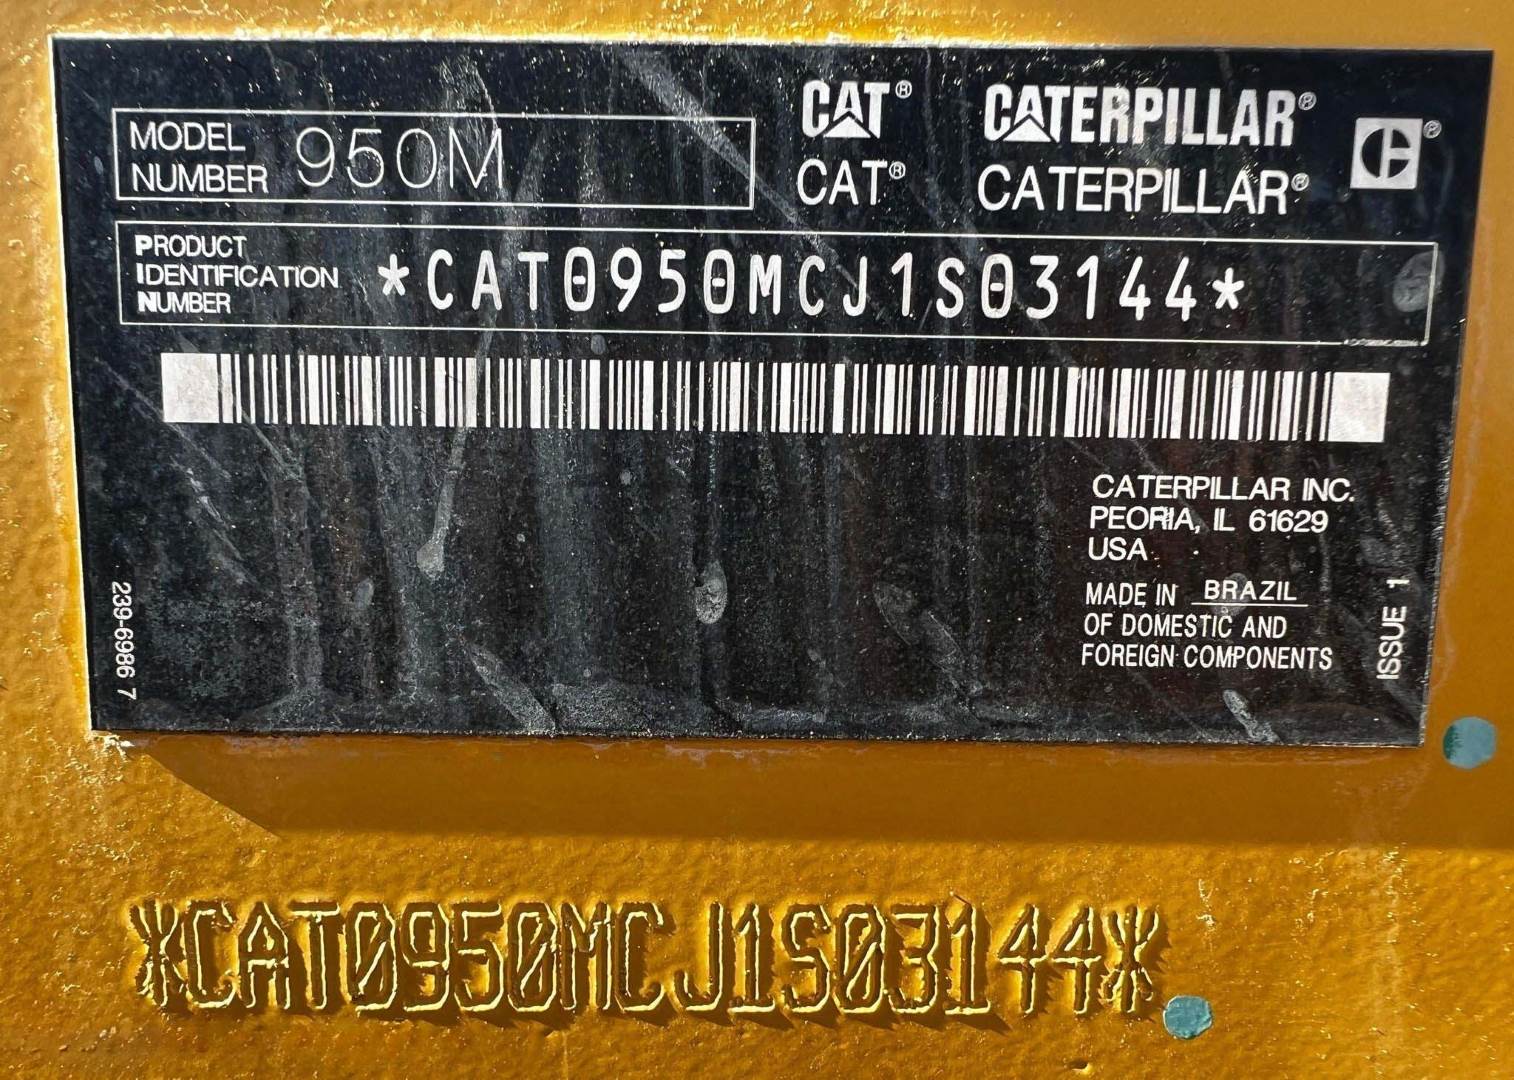 MODEL NUMBER 950M
CAT® CATERPILLAR®
CAT® CATERPILLAR®
PRODUCT IDENTIFICATION NUMBER *CAT0950MCJ1S03144*
CATERPILLAR INC.
PEORIA, IL 61629
USA
MADE IN BRAZIL
OF DOMESTIC AND
FOREIGN COMPONENTS
239-6986 7
ISSUE 1
*CAT0950MCJ1S03144*